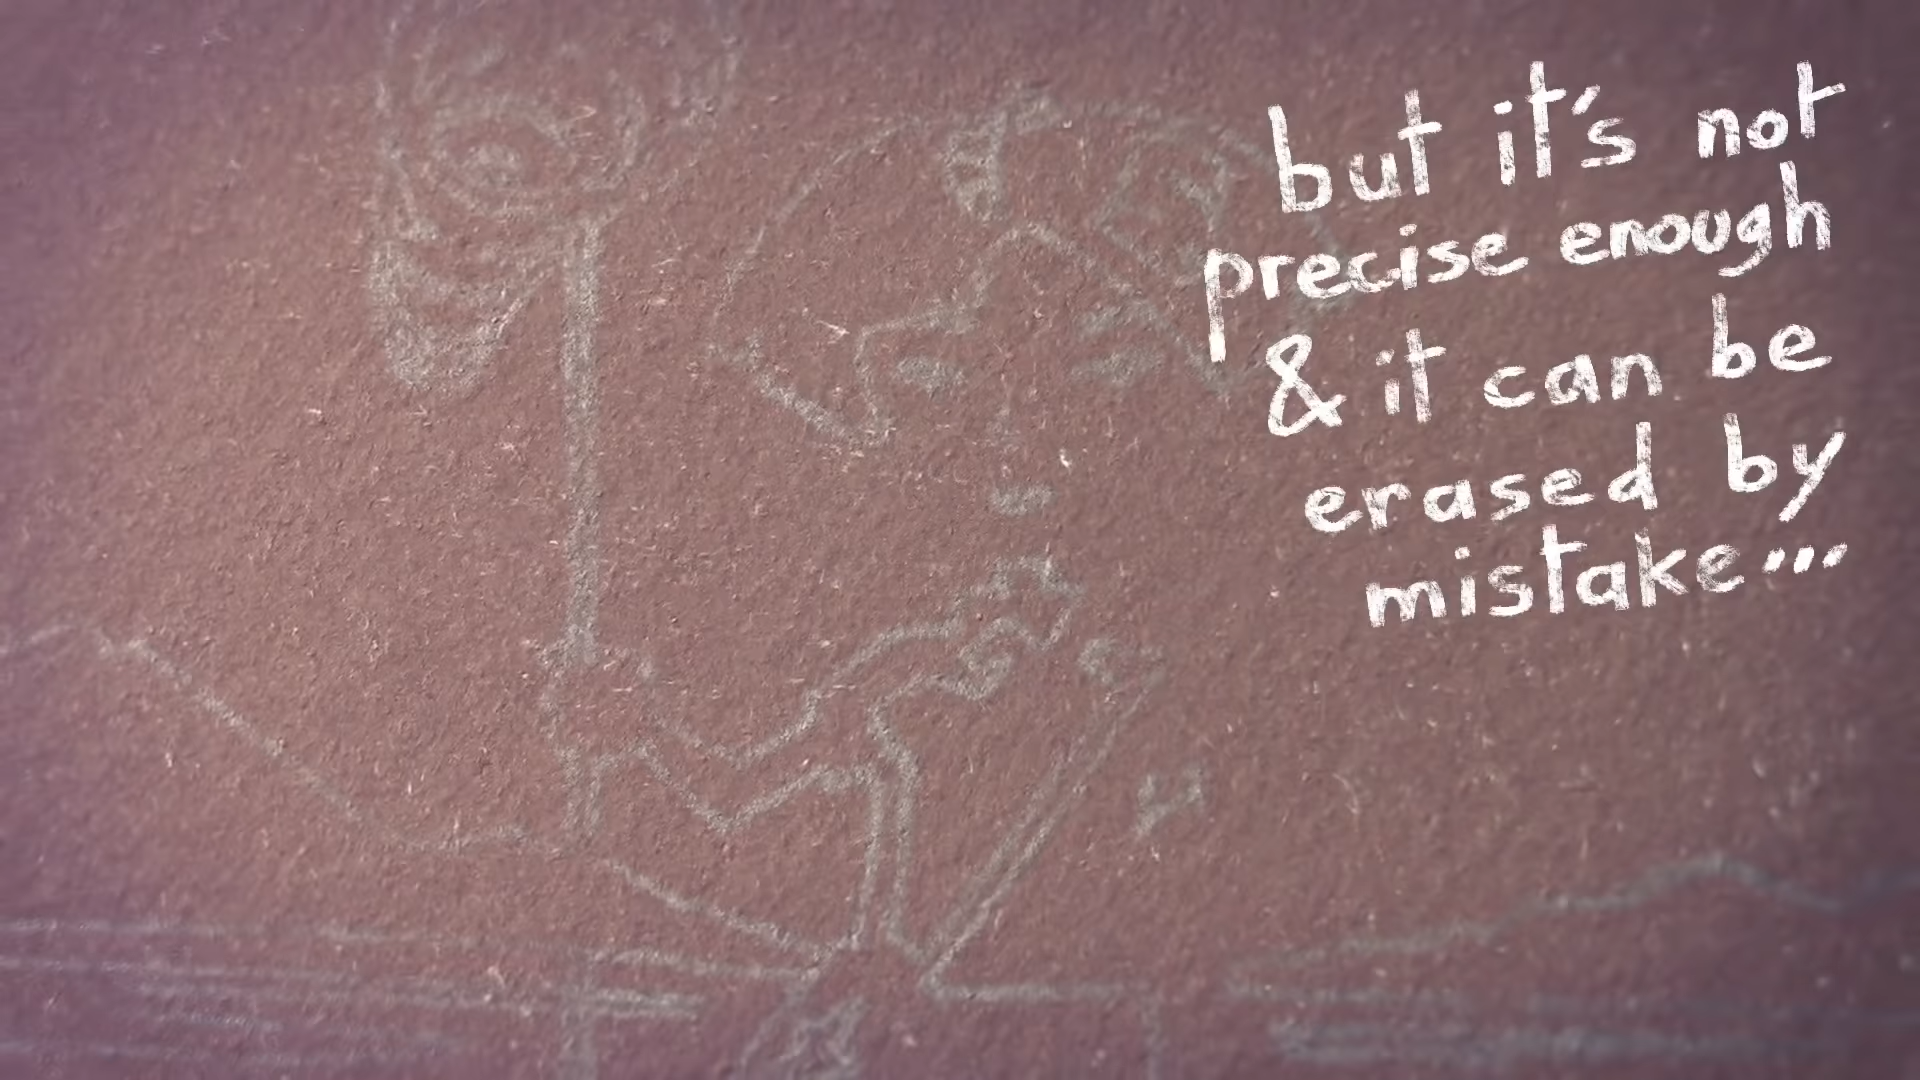 but it's not
precise enough
& it can be
erased by
mistake...